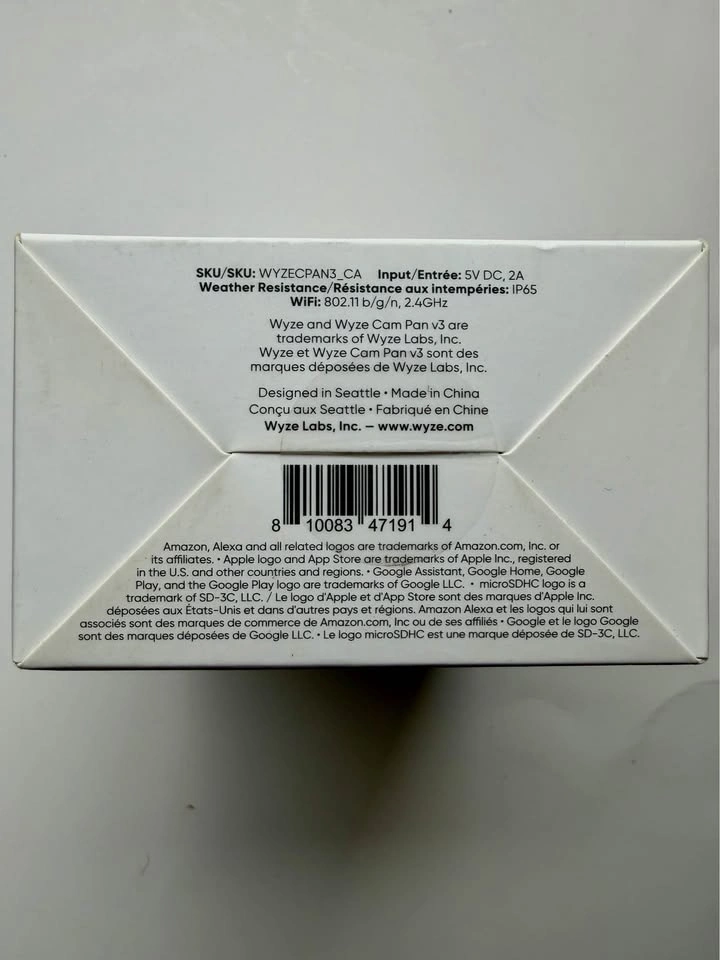 SKU/SKU: WYZECPAN3_CA Input/Entrée: 5V DC, 2A
Weather Resistance/Résistance aux intempéries: IP65
WiFi: 802.11 b/g/n, 2.4GHz
Wyze and Wyze Cam Pan v3 are
trademarks of Wyze Labs, Inc.
Wyze et Wyze Cam Pan v3 sont des
marques déposées de Wyze Labs, Inc.
Designed in Seattle • Made in China
Conçu aux Seattle • Fabriqué en Chine
Wyze Labs, Inc. — www.wyze.com
8 10083 47191 4
Amazon, Alexa and all related logos are trademarks of Amazon.com, Inc. or
its affiliates. • Apple logo and App Store are trademarks of Apple Inc., registered
in the U.S. and other countries and regions. • Google Assistant, Google Home, Google
Play, and the Google Play logo are trademarks of Google LLC. • microSDHC logo is a
trademark of SD-3C, LLC. / Le logo d'Apple et d'App Store sont des marques d'Apple Inc.
déposées aux États-Unis et dans d'autres pays et régions. Amazon Alexa et les logos qui lui sont
associés sont des marques de commerce de Amazon.com, Inc ou de ses affiliés • Google et le logo Google
sont des marques déposées de Google LLC. • Le logo microSDHC est une marque déposée de SD-3C, LLC.